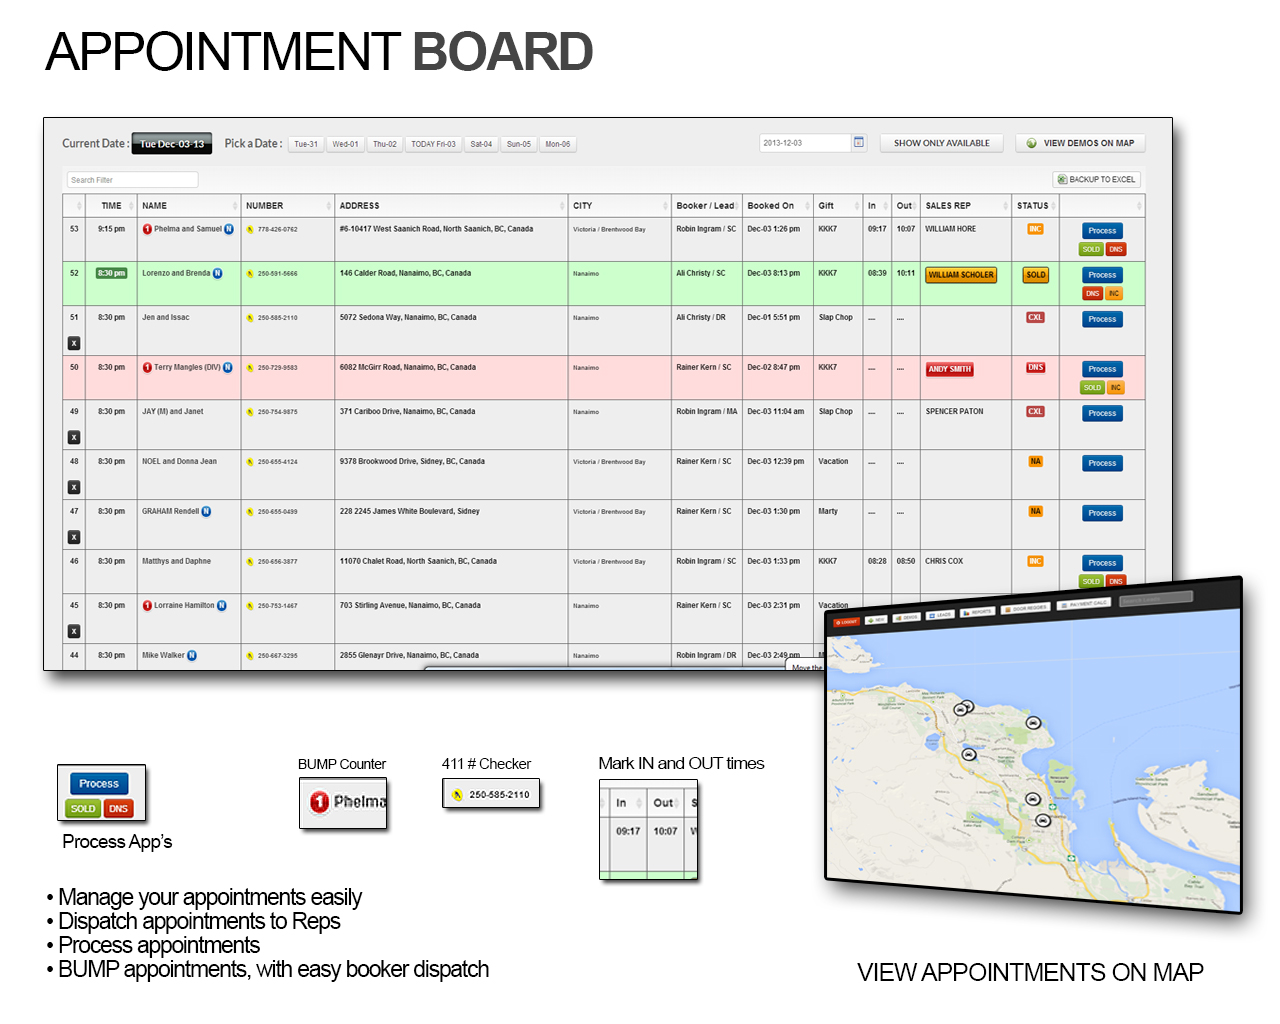 APPOINTMENT BOARD
Current Date : Tue Dec-03-13 Pick a Date : Tue-31 Wed-01 Thu-02 TODAY Fri-03 Sat-04 Sun-05 Mon-06 2013-12-03 SHOW ONLY AVAILABLE VIEW DEMOS ON MAP
Search Filter BACKUP TO EXCEL
TIME NAME NUMBER ADDRESS CITY Booker / Lead Booked On Gift In Out SALES REP STATUS
53 9:15 pm 1 Phelma and Samuel N 778-426-0762 #6-10417 West Saanich Road, North Saanich, BC, Canada Victoria / Brentwood Bay Robin Ingram / SC Dec-03 1:26 pm KKK7 09:17 10:07 WILLIAM HORE INC Process
SOLD DNS
52 8:30 pm Lorenzo and Brenda N 250-591-5666 146 Calder Road, Nanaimo, BC, Canada Nanaimo Ali Christy / SC Dec-03 8:13 pm KKK7 08:39 10:11 WILLIAM SCHOLER SOLD Process
DNS INC
51 8:30 pm Jen and Issac 250-585-2110 5072 Sedona Way, Nanaimo, BC, Canada Nanaimo Ali Christy / DR Dec-01 5:51 pm Slap Chop ---- ---- CXL Process
X
50 8:30 pm 1 Terry Mangles (DIV) N 250-729-9583 6082 McGirr Road, Nanaimo, BC, Canada Nanaimo Rainer Kern / SC Dec-02 8:47 pm KKK7 ---- ---- ANDY SMITH DNS Process
SOLD INC
49 8:30 pm JAY (M) and Janet 250-754-9875 371 Cariboo Drive, Nanaimo, BC, Canada Nanaimo Robin Ingram / MA Dec-03 11:04 am Slap Chop ---- ---- SPENCER PATON CXL Process
X
48 8:30 pm NOEL and Donna Jean 250-655-4124 9378 Brookwood Drive, Sidney, BC, Canada Victoria / Brentwood Bay Rainer Kern / SC Dec-03 12:39 pm Vacation ---- ---- NA Process
X
47 8:30 pm GRAHAM Rendell N 250-655-0499 228 2245 James White Boulevard, Sidney Victoria / Brentwood Bay Rainer Kern / SC Dec-03 1:30 pm Marty ---- ---- NA Process
X
46 8:30 pm Matthys and Daphne 250-656-3877 11070 Chalet Road, North Saanich, BC, Canada Victoria / Brentwood Bay Robin Ingram / SC Dec-03 1:33 pm KKK7 08:28 08:50 CHRIS COX INC Process
SOLD DNS
45 8:30 pm 1 Lorraine Hamilton N 250-753-1467 703 Stirling Avenue, Nanaimo, BC, Canada Nanaimo Rainer Kern / SC Dec-03 2:31 pm Vacation
X
44 8:30 pm Mike Walker N 250-667-3295 2855 Glenayr Drive, Nanaimo, BC, Canada Nanaimo Robin Ingram / DR Dec-03 2:49 pm
Move the
LOGOUT NEW DEMOS LEADS REPORTS DOOR REGGIES PAYMENT CALC
Process
SOLD DNS
Process App's
BUMP Counter
1 Phelma
411 # Checker
250-585-2110
Mark IN and OUT times
In Out S
09:17 10:07 W
• Manage your appointments easily
• Dispatch appointments to Reps
• Process appointments
• BUMP appointments, with easy booker dispatch
VIEW APPOINTMENTS ON MAP